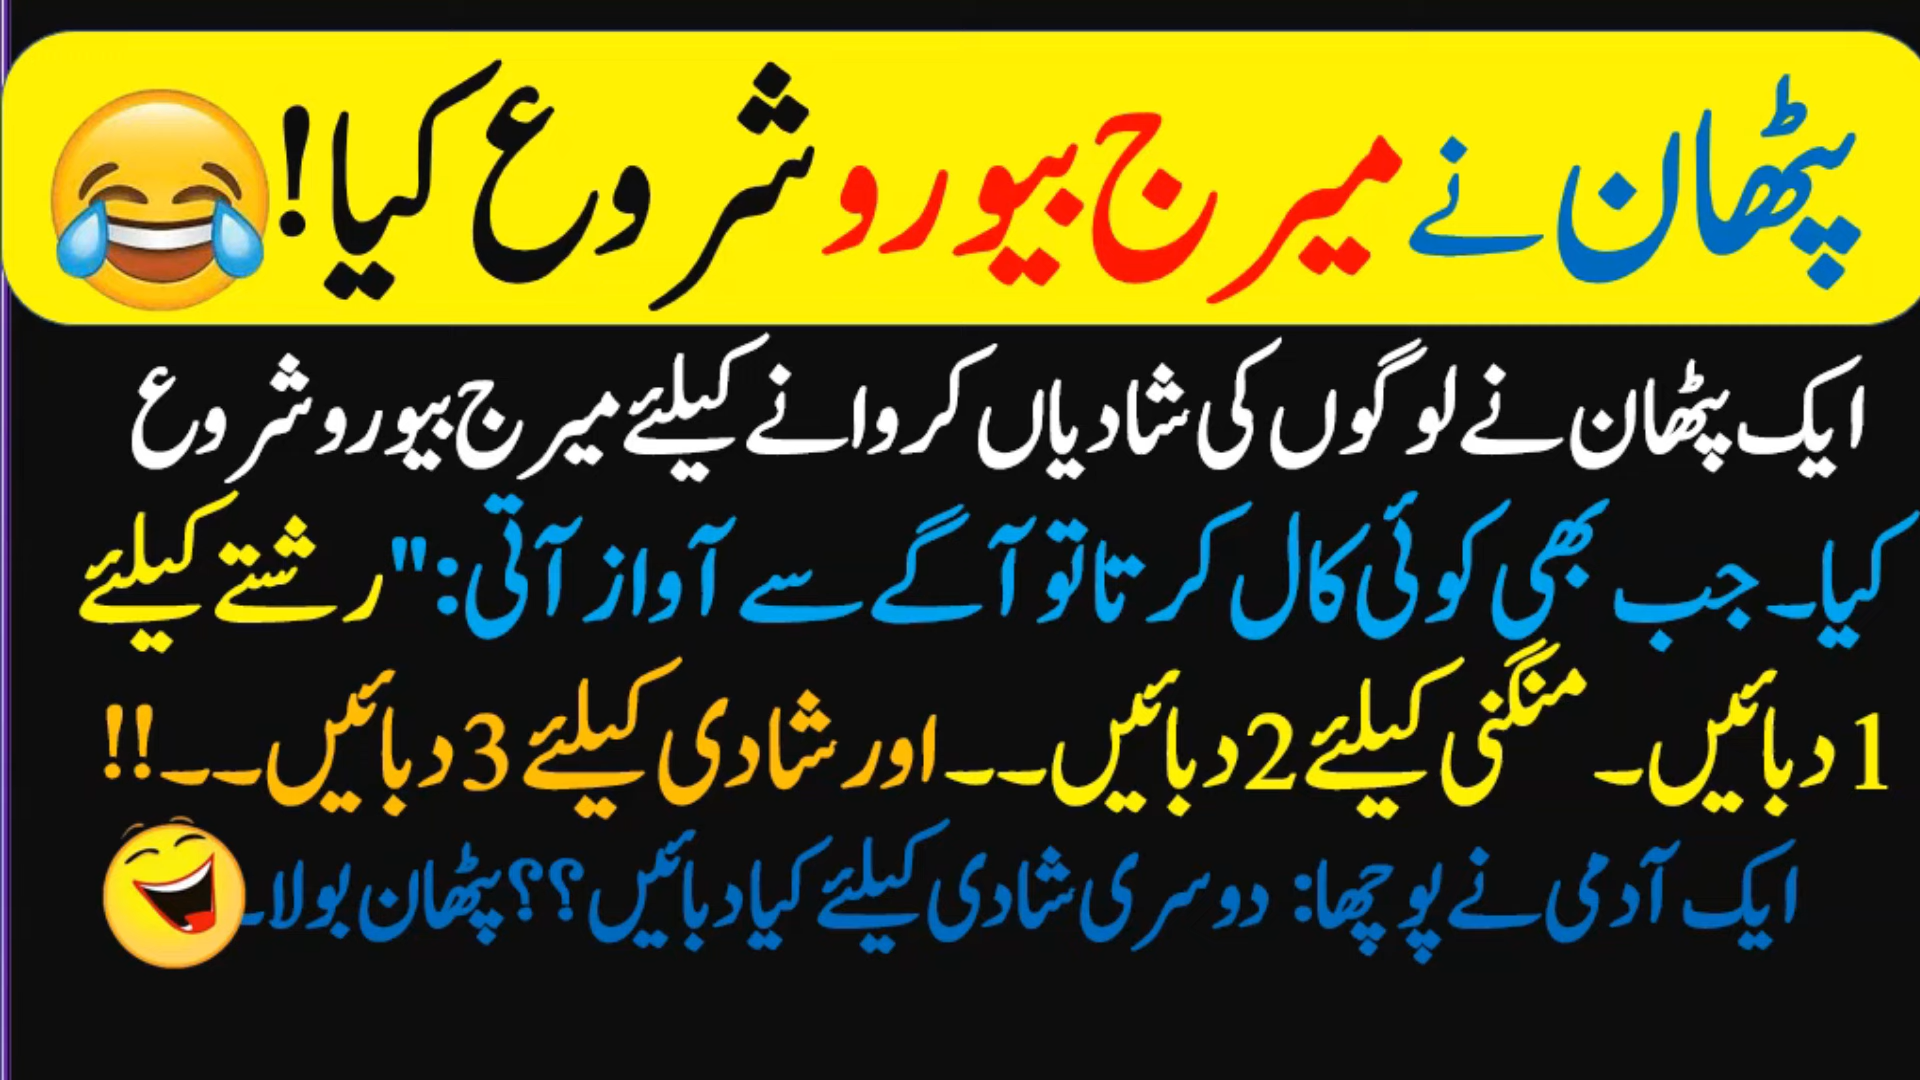 پٹھان نے میرج بیورو شروع کیا!
ایک پٹھان نے لوگوں کی شادیاں کروانے کیلئے میرج بیورو شروع
کیا۔ جب بھی کوئی کال کرتا تو آگے سے آواز آتی: "رشتے کیلئے
1 دبائیں۔ منگنی کیلئے 2 دبائیں۔۔ اور شادی کیلئے 3 دبائیں۔۔!!
ایک آدمی نے پوچھا: دوسری شادی کیلئے کیا دبائیں؟؟ پٹھان بولا۔